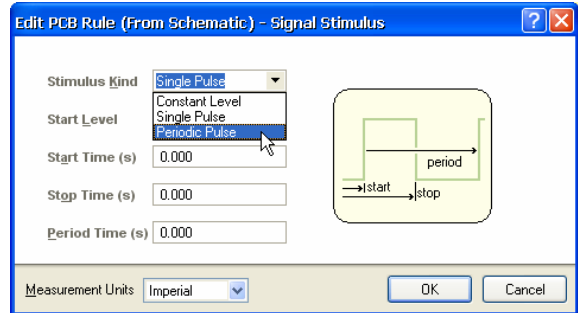 Edit PCB Rule (From Schematic) - Signal Stimulus
Stimulus Kind Single Pulse
Constant Level
Start Level Single Pulse
Periodic Pulse
Start Time (s) 0.000
period
Stop Time (s) 0.000
start
stop
Period Time (s) 0.000
Measurement Units Imperial OK Cancel